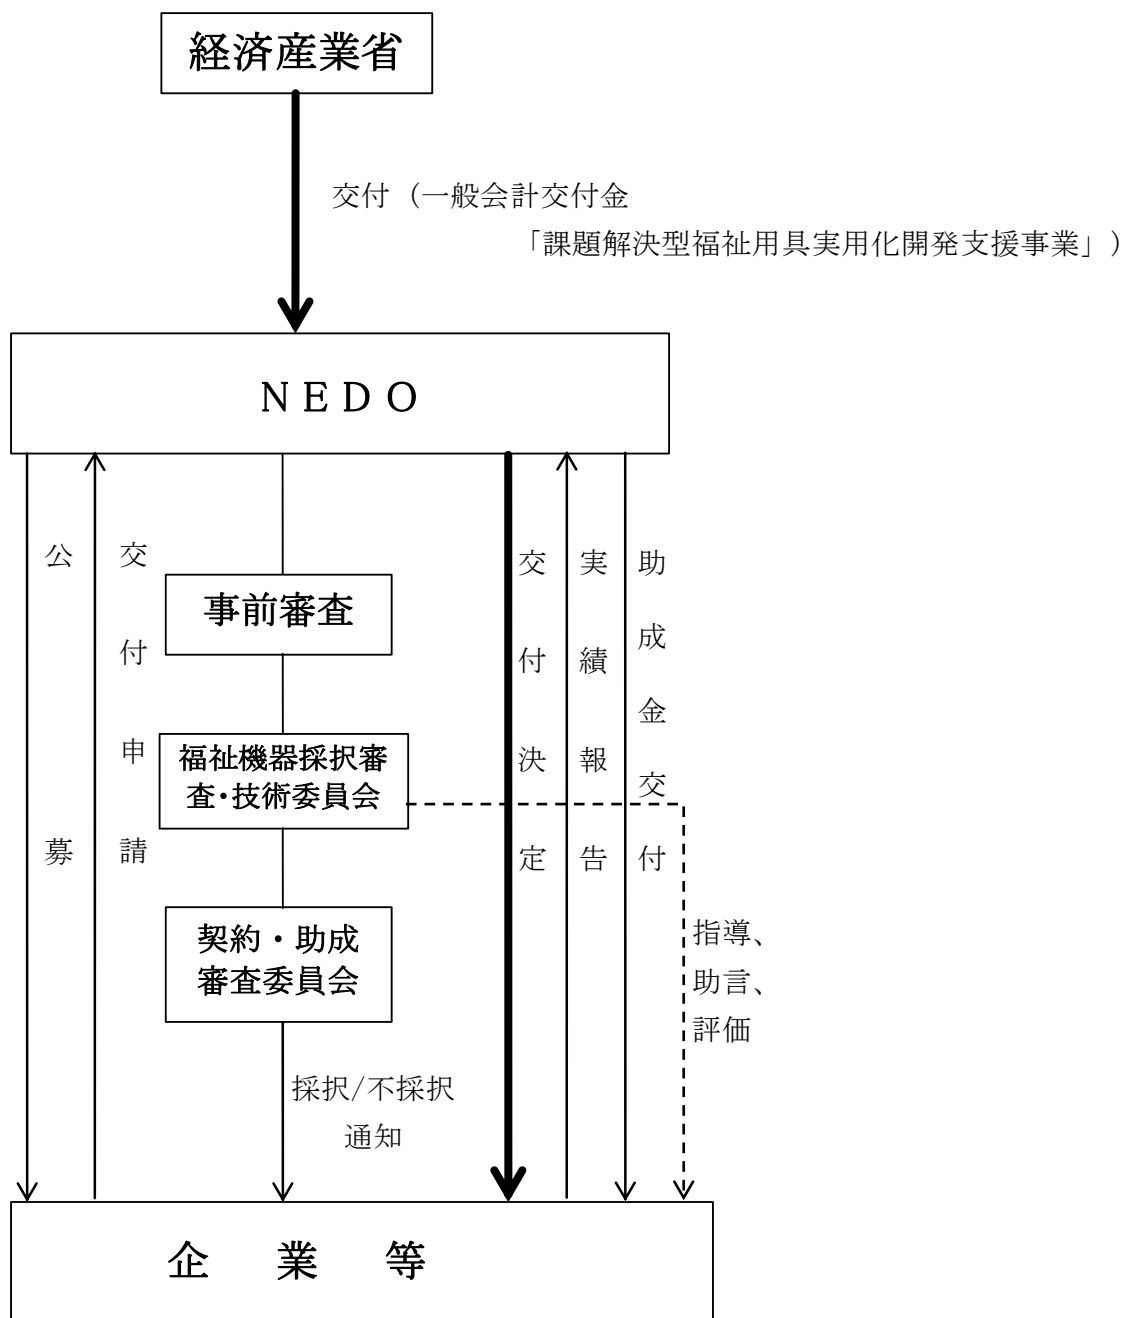 経済産業省
交付（一般会計交付金
「課題解決型福祉用具実用化開発支援事業」）
ＮＥＤＯ
公募
交付申請
事前審査
福祉機器採択審
査・技術委員会
契約・助成
審査委員会
採択/不採択
通知
交付決定
実績報告
助成金交付
指導、
助言、
評価
企　業　等